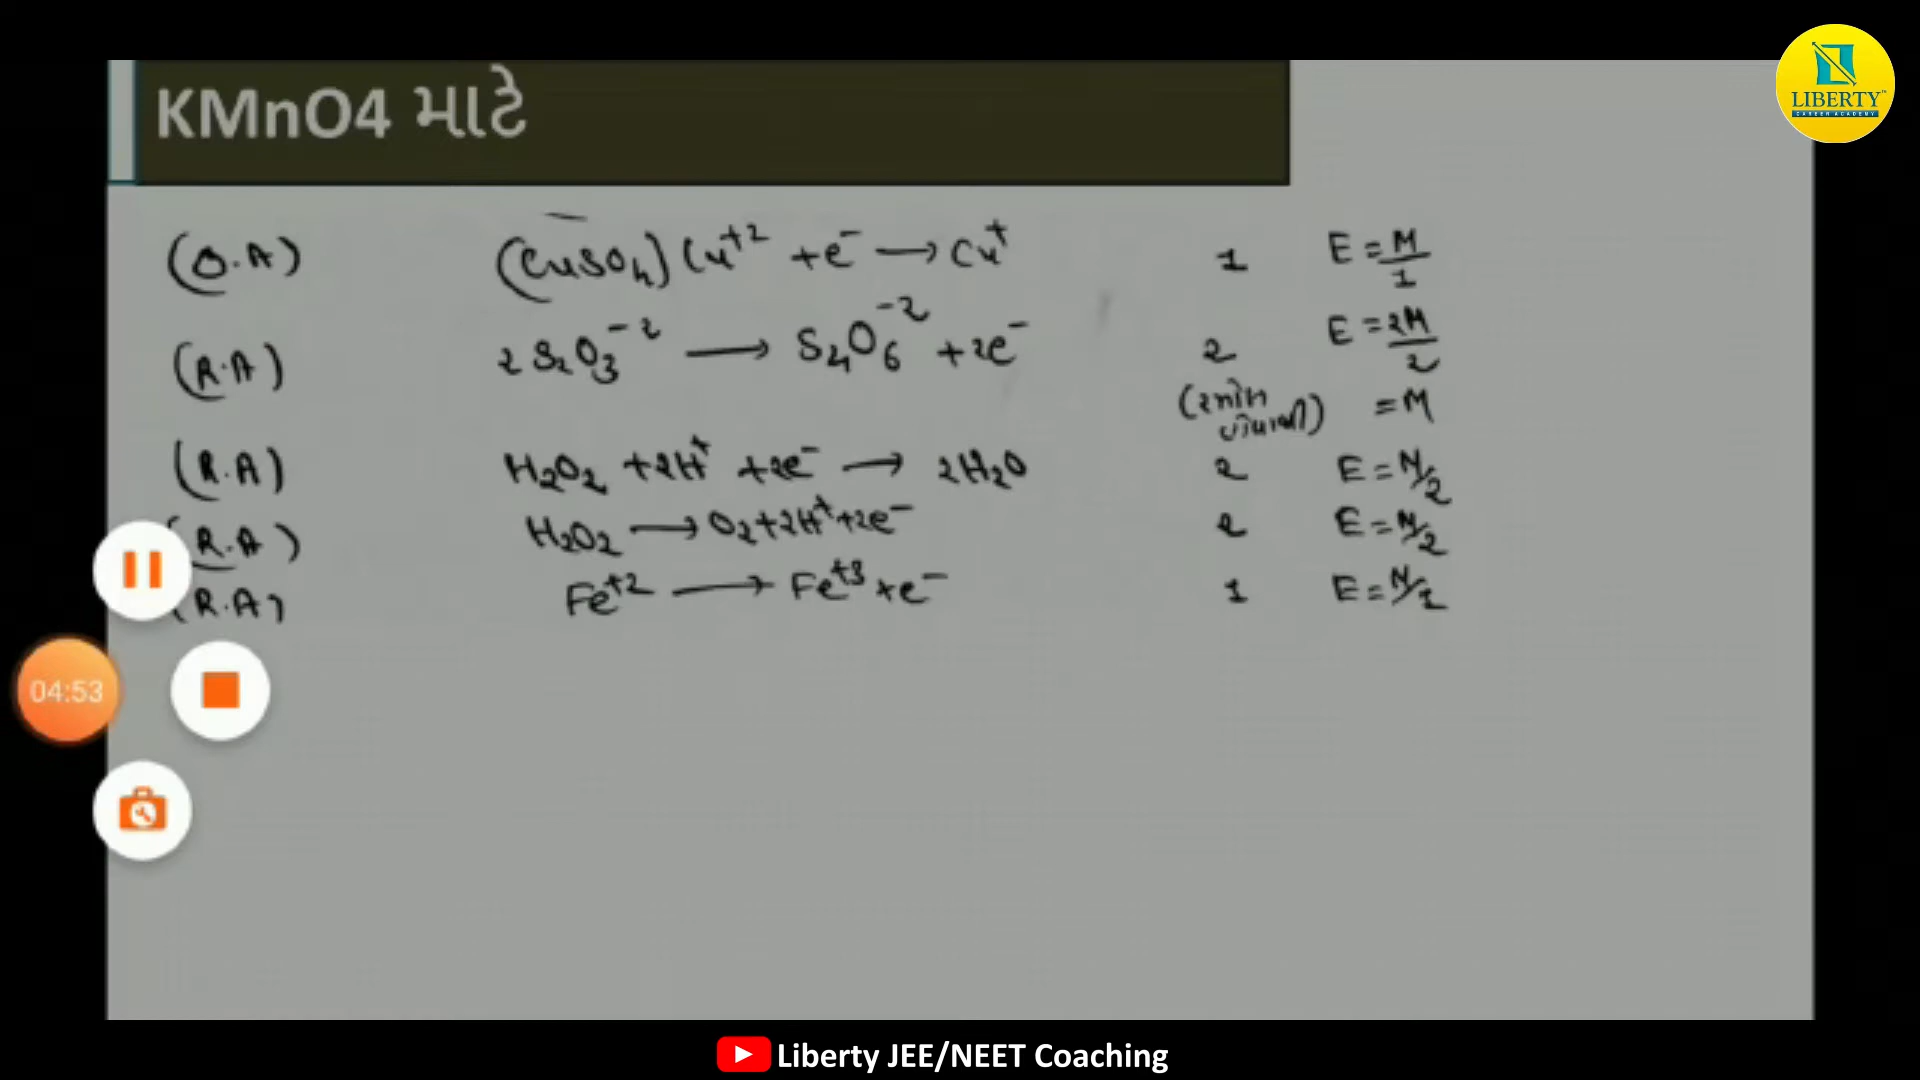 LIBERTY
CAREER ACADEMY
KMnO4 માટે
(O.A) (CuSO4) Cu+2 + e- → Cu+ 1 E = M/1
(R.A) 2S2O3-2 → S4O6-2 + 2e- 2 E = 2M/2
= M
(R.A) H2O2 + 2H+ + 2e- → 2H2O 2 E = M/2
(R.A) H2O2 → O2 + 2H+ + 2e- 2 E = M/2
(R.A) Fe+2 → Fe+3 + e- 1 E = M/1
04:53
Liberty JEE/NEET Coaching